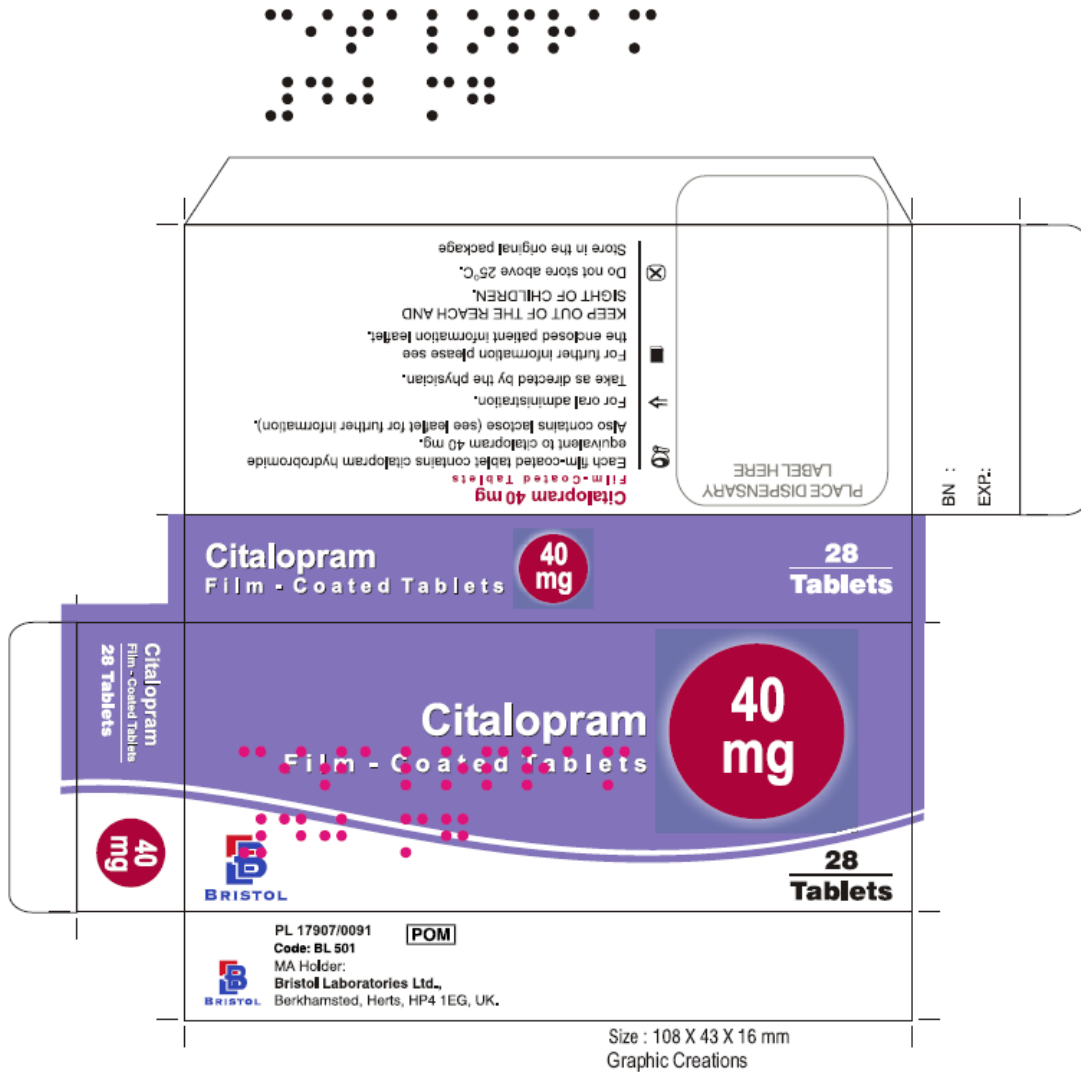 ⠉⠊⠞⠁⠇⠕⠏⠗⠁⠍
⠼⠙⠚ ⠍⠛
Store in the original package
Do not store above 25°C.
SIGHT OF CHILDREN.
KEEP OUT OF THE REACH AND
the enclosed patient information leaflet.
For further information please see
Take as directed by the physician.
For oral administration.
Also contains lactose (see leaflet for further information).
equivalent to citalopram 40 mg.
Each film-coated tablet contains citalopram hydrobromide
Film-Coated Tablets
Citalopram 40 mg
PLACE DISPENSARY
LABEL HERE
BN :
EXP.:
Citalopram
Film - Coated Tablets
40
mg
28
Tablets
Citalopram
Film - Coated Tablets
28 Tablets
40
mg
Citalopram
Film - Coated Tablets
40
mg
⠉⠊⠞⠁⠇⠕⠏⠗⠁⠍
⠼⠙⠚ ⠍⠛
BRISTOL
28
Tablets
PL 17907/0091
POM
Code: BL 501
MA Holder:
Bristol Laboratories Ltd.,
Berkhamsted, Herts, HP4 1EG, UK.
BRISTOL
Size : 108 X 43 X 16 mm
Graphic Creations